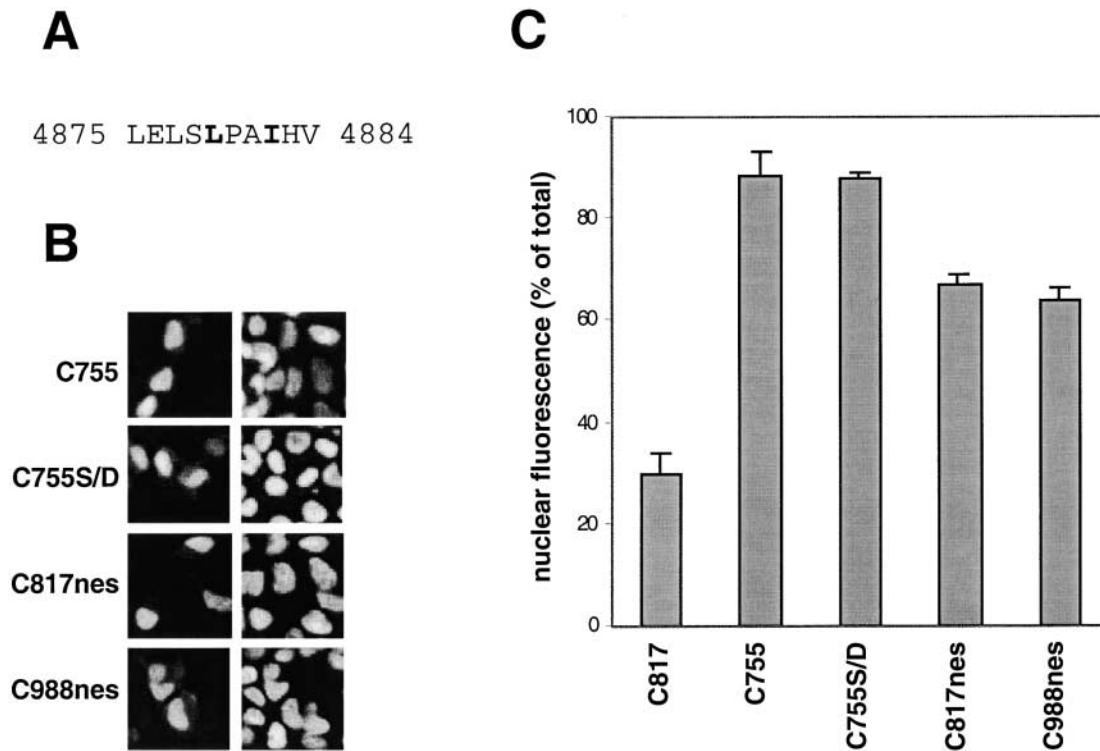 A
4875 LELSLPAIHV 4884
B
C755
C755S/D
C817nes
C988nes
C
nuclear fluorescence (% of total)
100
80
60
40
20
0
C817
C755
C755S/D
C817nes
C988nes